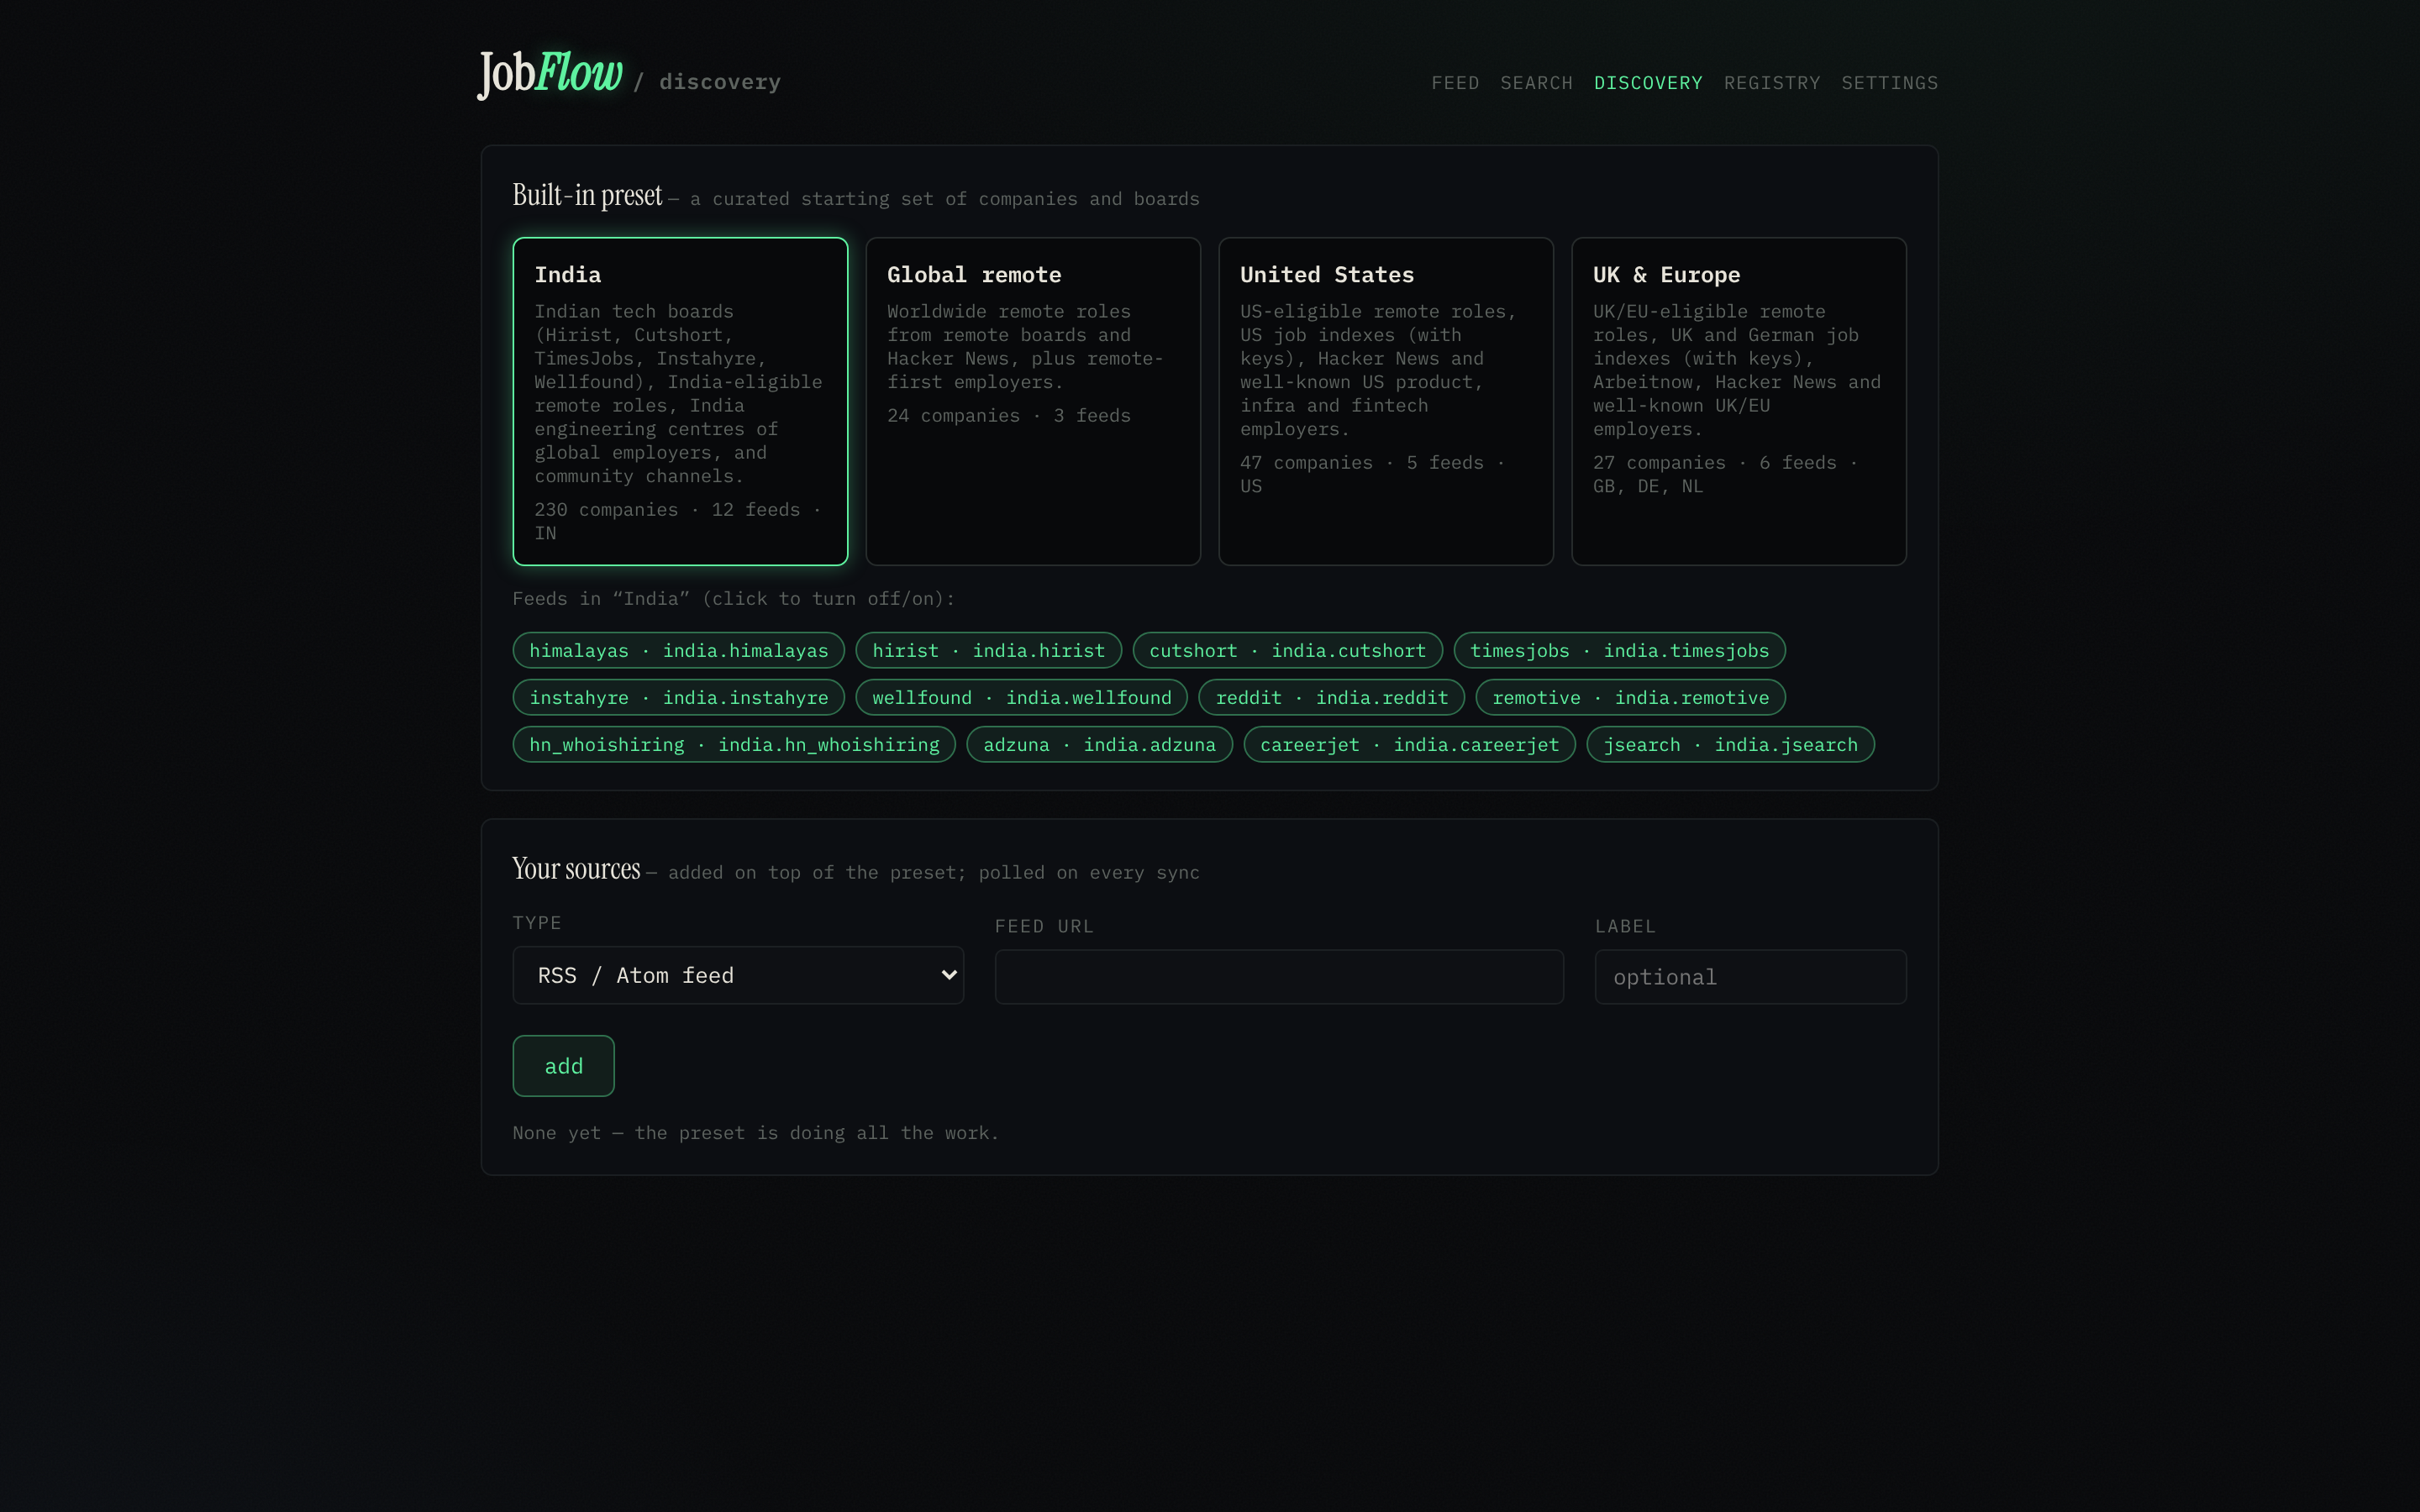 JobFlow / discovery
FEED SEARCH DISCOVERY REGISTRY SETTINGS
Built-in preset — a curated starting set of companies and boards
India
Indian tech boards
(Hirist, Cutshort,
TimesJobs, Instahyre,
Wellfound), India-eligible
remote roles, India
engineering centres of
global employers, and
community channels.
230 companies · 12 feeds ·
IN
Global remote
Worldwide remote roles
from remote boards and
Hacker News, plus remote-
first employers.
24 companies · 3 feeds
United States
US-eligible remote roles,
US job indexes (with
keys), Hacker News and
well-known US product,
infra and fintech
employers.
47 companies · 5 feeds ·
US
UK & Europe
UK/EU-eligible remote
roles, UK and German job
indexes (with keys),
Arbeitnow, Hacker News and
well-known UK/EU
employers.
27 companies · 6 feeds ·
GB, DE, NL
Feeds in “India” (click to turn off/on):
himalayas · india.himalayas hirist · india.hirist cutshort · india.cutshort timesjobs · india.timesjobs
instahyre · india.instahyre wellfound · india.wellfound reddit · india.reddit remotive · india.remotive
hn_whoishiring · india.hn_whoishiring adzuna · india.adzuna careerjet · india.careerjet jsearch · india.jsearch
Your sources — added on top of the preset; polled on every sync
TYPE
RSS / Atom feed
FEED URL
LABEL
optional
add
None yet — the preset is doing all the work.